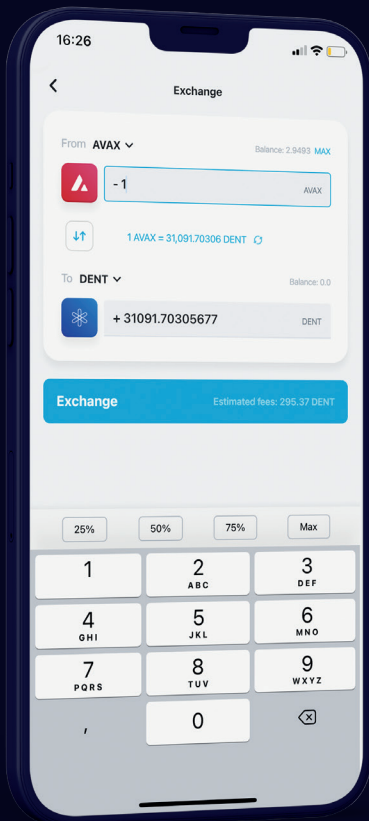 16:26
Exchange
From AVAX
Balance: 2.9493 MAX
- 1 AVAX
1 AVAX = 31,091.70306 DENT
To DENT
Balance: 0.0
+ 31091.70305677 DENT
Exchange Estimated fees: 295.37 DENT
25% 50% 75% Max
1 2 3
ABC DEF
4 5 6
GHI JKL MNO
7 8 9
PQRS TUV WXYZ
, 0